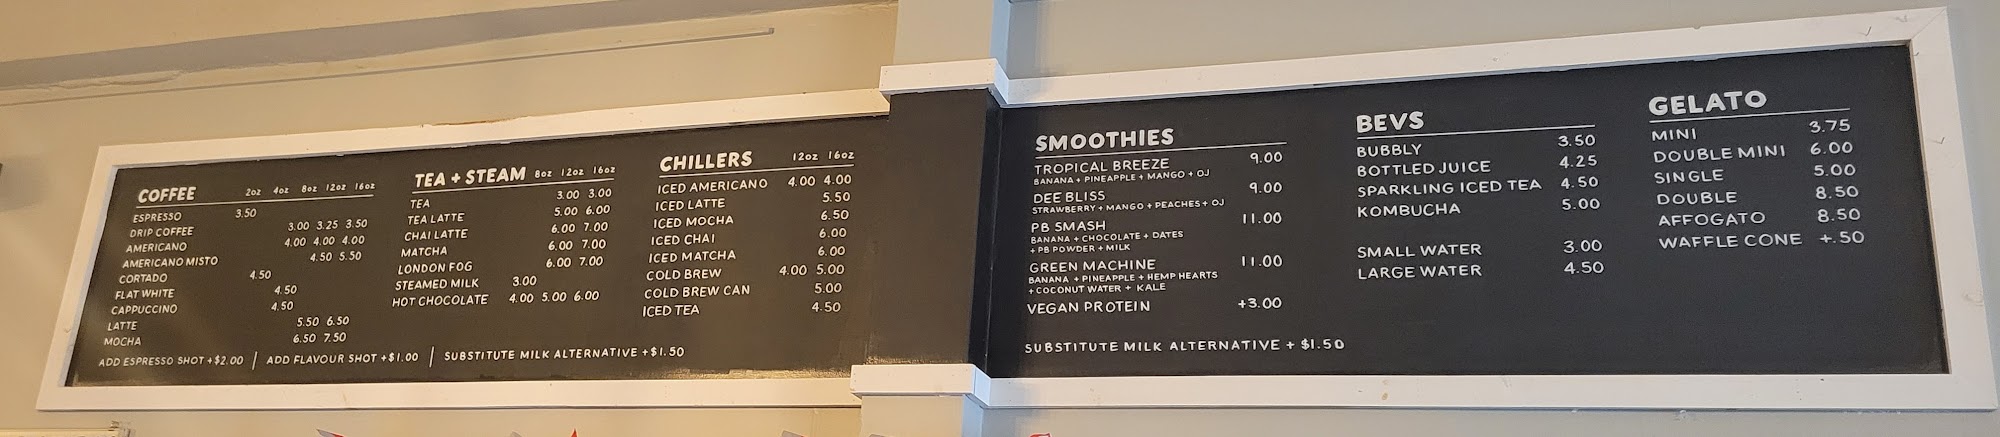 COFFEE 2oz 4oz 8oz 12oz 16oz
ESPRESSO 3.50
DRIP COFFEE 3.00 3.25 3.50
AMERICANO 4.00 4.00 4.00
AMERICANO MISTO 4.50 5.50
CORTADO 4.50
FLAT WHITE 4.50
CAPPUCCINO 4.50
LATTE 5.50 6.50
MOCHA 6.50 7.50
TEA + STEAM 8oz 12oz 16oz
TEA 3.00 3.00
TEA LATTE 5.00 6.00
CHAI LATTE 6.00 7.00
MATCHA 6.00 7.00
LONDON FOG 6.00 7.00
STEAMED MILK 3.00
HOT CHOCOLATE 4.00 5.00 6.00
CHILLERS 12oz 16oz
ICED AMERICANO 4.00 4.00
ICED LATTE 5.50
ICED MOCHA 6.50
ICED CHAI 6.00
ICED MATCHA 6.00
COLD BREW 4.00 5.00
COLD BREW CAN 5.00
ICED TEA 4.50
ADD ESPRESSO SHOT +$2.00 | ADD FLAVOUR SHOT +$1.00 | SUBSTITUTE MILK ALTERNATIVE +$1.50
SMOOTHIES
TROPICAL BREEZE 9.00
BANANA + PINEAPPLE + MANGO + OJ
DEE BLISS 9.00
STRAWBERRY + MANGO + PEACHES + OJ
PB SMASH 11.00
BANANA + CHOCOLATE + DATES
+ PB POWDER + MILK
GREEN MACHINE 11.00
BANANA + PINEAPPLE + HEMP HEARTS
+ COCONUT WATER + KALE
VEGAN PROTEIN +3.00
SUBSTITUTE MILK ALTERNATIVE + $1.50
BEVS
BUBBLY 3.50
BOTTLED JUICE 4.25
SPARKLING ICED TEA 4.50
KOMBUCHA 5.00
SMALL WATER 3.00
LARGE WATER 4.50
GELATO
MINI 3.75
DOUBLE MINI 6.00
SINGLE 5.00
DOUBLE 8.50
AFFOGATO 8.50
WAFFLE CONE +.50